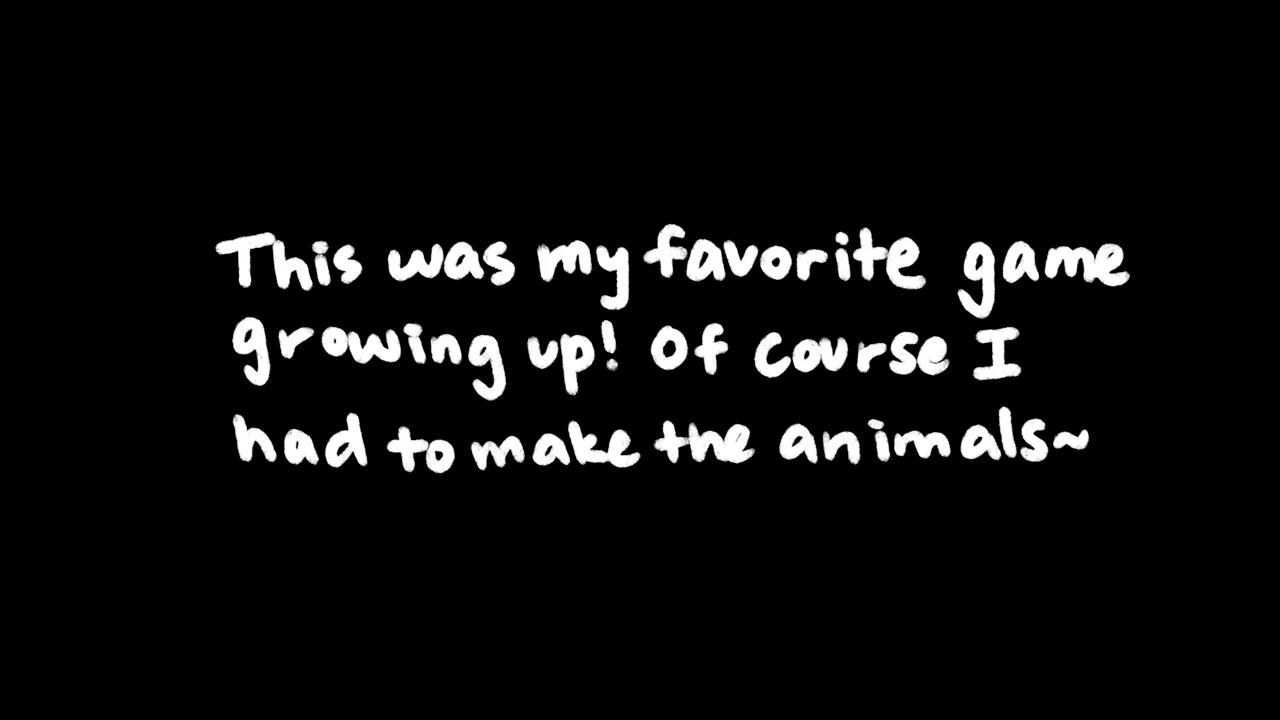 This was my favorite game
growing up! Of course I
had to make the animals~